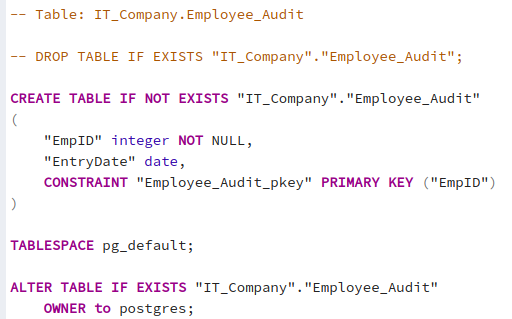 -- Table: IT_Company.Employee_Audit
-- DROP TABLE IF EXISTS "IT_Company"."Employee_Audit";
CREATE TABLE IF NOT EXISTS "IT_Company"."Employee_Audit"
(
"EmpID" integer NOT NULL,
"EntryDate" date,
CONSTRAINT "Employee_Audit_pkey" PRIMARY KEY ("EmpID")
)
TABLESPACE pg_default;
ALTER TABLE IF EXISTS "IT_Company"."Employee_Audit"
OWNER to postgres;